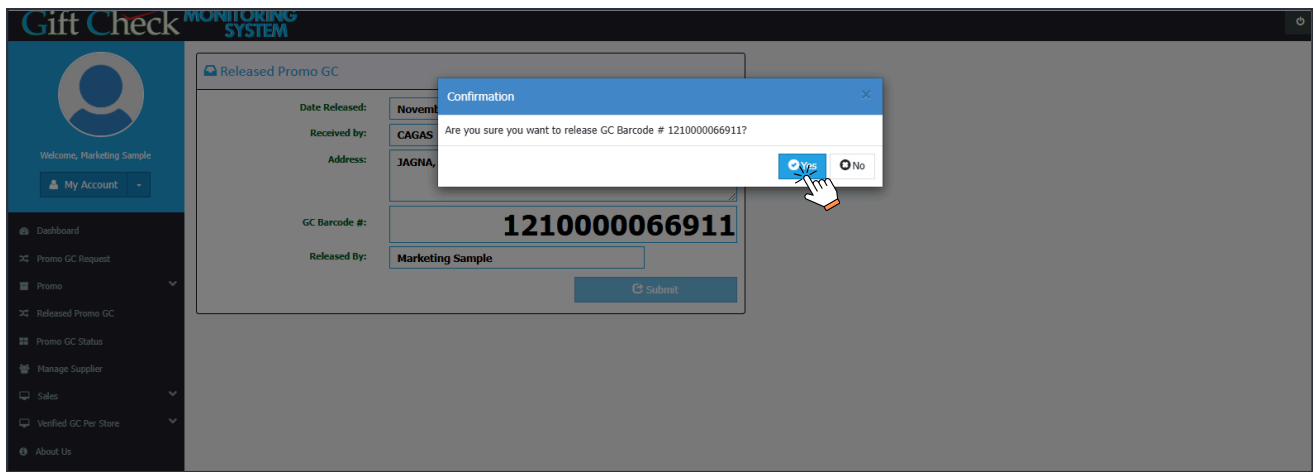 Gift Check MONITORING
SYSTEM
Released Promo GC
Confirmation
Date Released:
Novemb
Received by:
CAGAS
Are you sure you want to release GC Barcode # 1210000066911?
Welcome, Marketing Sample
Address:
JAGNA,
Yes
No
My Account
GC Barcode #:
1210000066911
Dashboard
Released By:
Marketing Sample
Promo GC Request
Promo
Submit
Released Promo GC
Promo GC Status
Manage Supplier
Sales
Verified GC Per Store
About Us